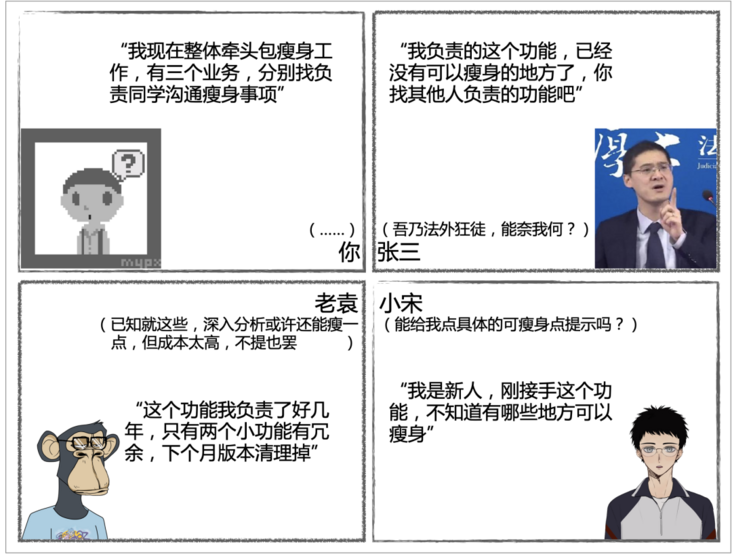 “我现在整体牵头包瘦身工
作，有三个业务，分别找负
责同学沟通瘦身事项”
（……）
你
“我负责的这个功能，已经
没有可以瘦身的地方了，你
找其他人负责的功能吧”
（吾乃法外狂徒，能奈我何？）
张三
老袁
（已知就这些，深入分析或许还能瘦一
点，但成本太高，不提也罢）
“这个功能我负责了好几
年，只有两个小功能有冗
余，下个月版本清理掉”
小宋
（能给我点具体的可瘦身点提示吗？）
“我是新人，刚接手这个功
能，不知道有哪些地方可以
瘦身”